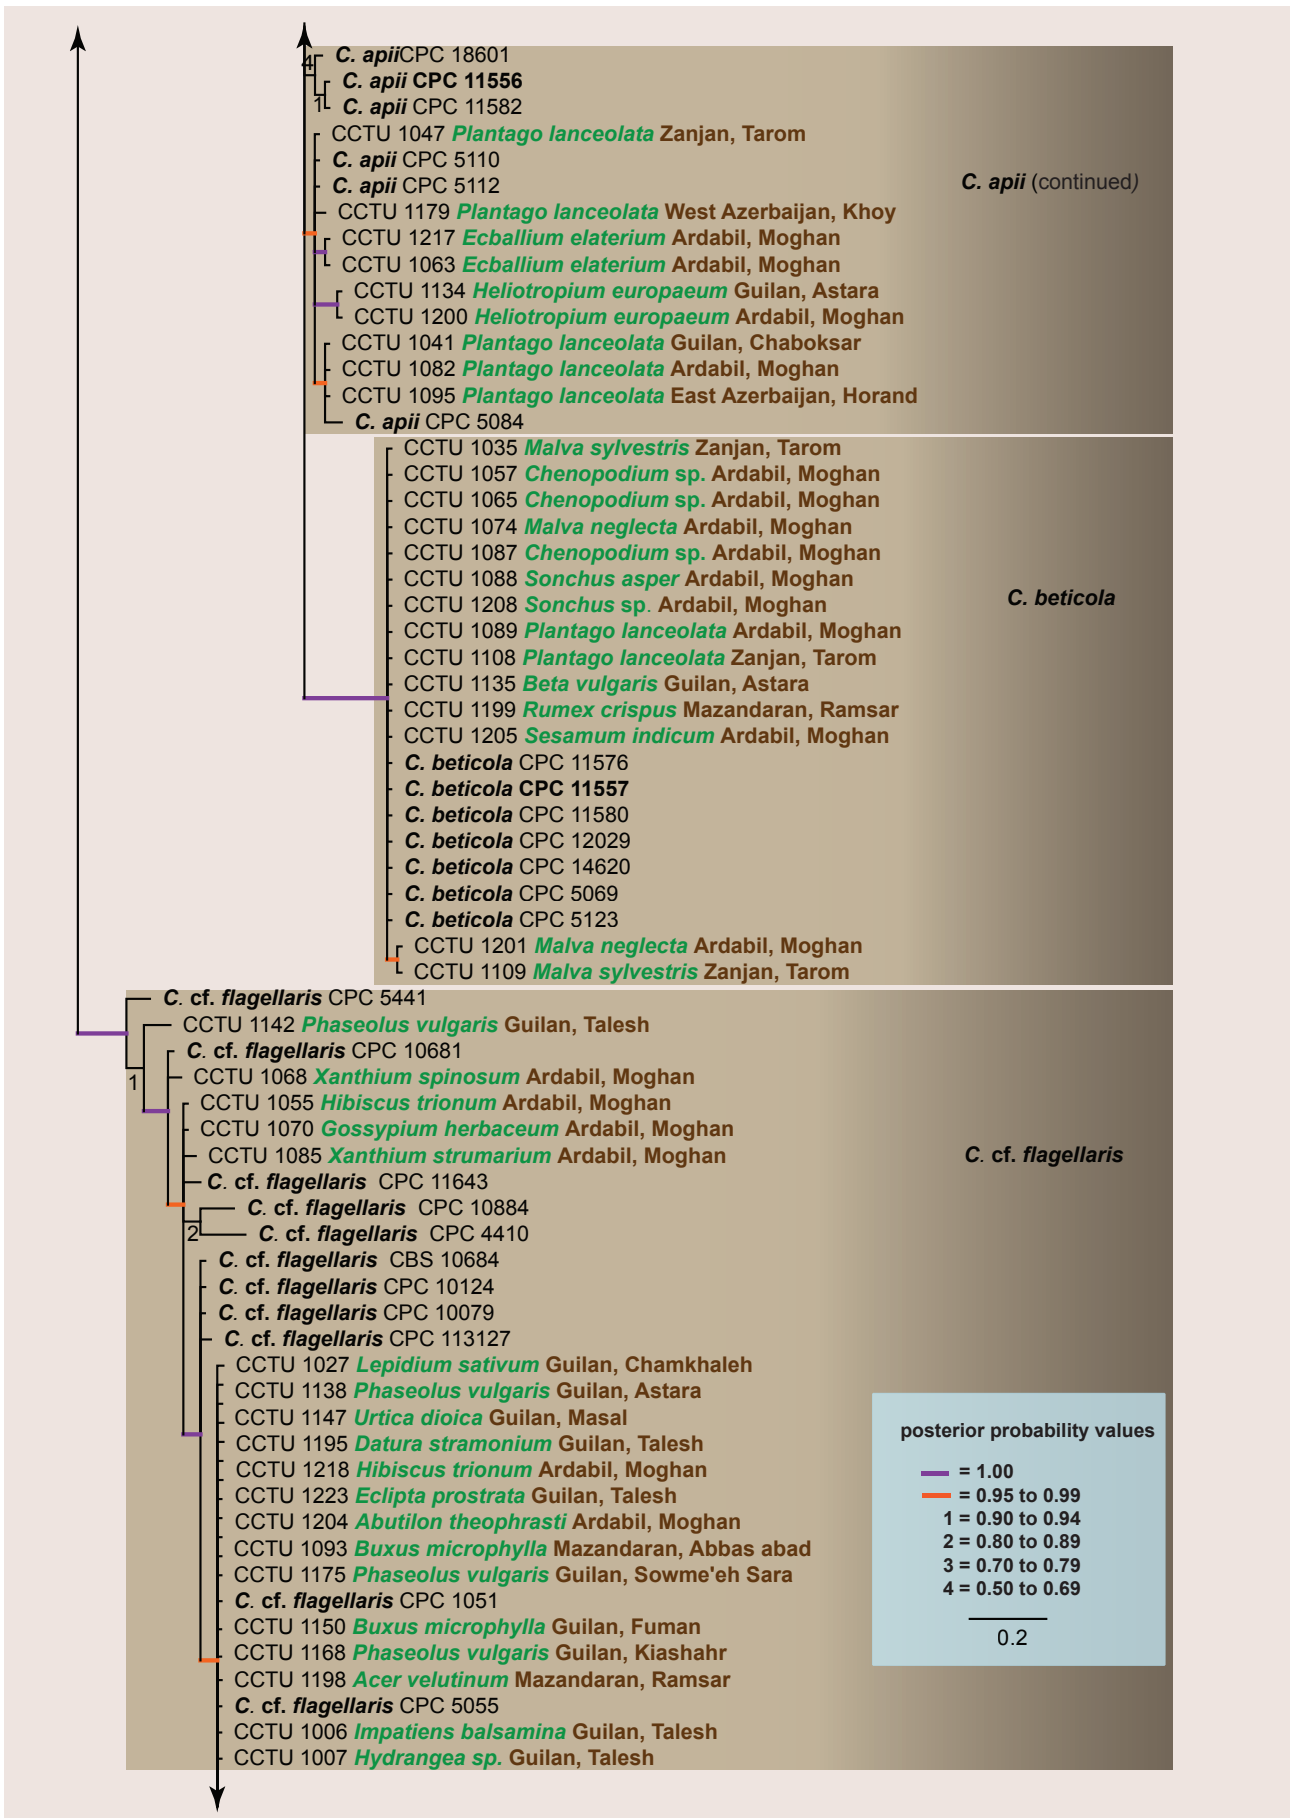 C. apiiCPC 18601
4
C. apii CPC 11556
1
C. apii CPC 11582
CCTU 1047 Plantago lanceolata Zanjan, Tarom
C. apii CPC 5110
C. apii CPC 5112
C. apii (continued)
CCTU 1179 Plantago lanceolata West Azerbaijan, Khoy
CCTU 1217 Ecballium elaterium Ardabil, Moghan
CCTU 1063 Ecballium elaterium Ardabil, Moghan
CCTU 1134 Heliotropium europaeum Guilan, Astara
CCTU 1200 Heliotropium europaeum Ardabil, Moghan
CCTU 1041 Plantago lanceolata Guilan, Chaboksar
CCTU 1082 Plantago lanceolata Ardabil, Moghan
CCTU 1095 Plantago lanceolata East Azerbaijan, Horand
C. apii CPC 5084
CCTU 1035 Malva sylvestris Zanjan, Tarom
CCTU 1057 Chenopodium sp. Ardabil, Moghan
CCTU 1065 Chenopodium sp. Ardabil, Moghan
CCTU 1074 Malva neglecta Ardabil, Moghan
CCTU 1087 Chenopodium sp. Ardabil, Moghan
CCTU 1088 Sonchus asper Ardabil, Moghan
CCTU 1208 Sonchus sp. Ardabil, Moghan
C. beticola
CCTU 1089 Plantago lanceolata Ardabil, Moghan
CCTU 1108 Plantago lanceolata Zanjan, Tarom
CCTU 1135 Beta vulgaris Guilan, Astara
CCTU 1199 Rumex crispus Mazandaran, Ramsar
CCTU 1205 Sesamum indicum Ardabil, Moghan
C. beticola CPC 11576
C. beticola CPC 11557
C. beticola CPC 11580
C. beticola CPC 12029
C. beticola CPC 14620
C. beticola CPC 5069
C. beticola CPC 5123
CCTU 1201 Malva neglecta Ardabil, Moghan
CCTU 1109 Malva sylvestris Zanjan, Tarom
C. cf. flagellaris CPC 5441
CCTU 1142 Phaseolus vulgaris Guilan, Talesh
C. cf. flagellaris CPC 10681
1
CCTU 1068 Xanthium spinosum Ardabil, Moghan
CCTU 1055 Hibiscus trionum Ardabil, Moghan
CCTU 1070 Gossypium herbaceum Ardabil, Moghan
CCTU 1085 Xanthium strumarium Ardabil, Moghan
C. cf. flagellaris
C. cf. flagellaris CPC 11643
C. cf. flagellaris CPC 10884
2
C. cf. flagellaris CPC 4410
C. cf. flagellaris CBS 10684
C. cf. flagellaris CPC 10124
C. cf. flagellaris CPC 10079
C. cf. flagellaris CPC 113127
CCTU 1027 Lepidium sativum Guilan, Chamkhaleh
CCTU 1138 Phaseolus vulgaris Guilan, Astara
CCTU 1147 Urtica dioica Guilan, Masal
CCTU 1195 Datura stramonium Guilan, Talesh
CCTU 1218 Hibiscus trionum Ardabil, Moghan
CCTU 1223 Eclipta prostrata Guilan, Talesh
CCTU 1204 Abutilon theophrasti Ardabil, Moghan
CCTU 1093 Buxus microphylla Mazandaran, Abbas abad
CCTU 1175 Phaseolus vulgaris Guilan, Sowme'eh Sara
C. cf. flagellaris CPC 1051
CCTU 1150 Buxus microphylla Guilan, Fuman
CCTU 1168 Phaseolus vulgaris Guilan, Kiashahr
CCTU 1198 Acer velutinum Mazandaran, Ramsar
C. cf. flagellaris CPC 5055
CCTU 1006 Impatiens balsamina Guilan, Talesh
CCTU 1007 Hydrangea sp. Guilan, Talesh
posterior probability values
= 1.00
= 0.95 to 0.99
1 = 0.90 to 0.94
2 = 0.80 to 0.89
3 = 0.70 to 0.79
4 = 0.50 to 0.69
0.2